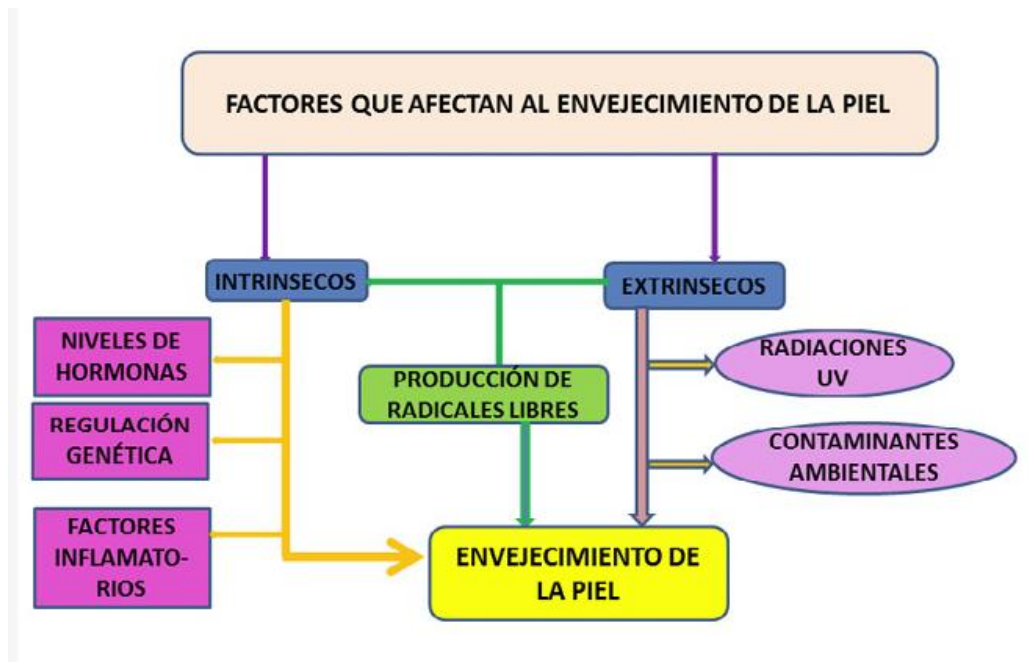 FACTORES QUE AFECTAN AL ENVEJECIMIENTO DE LA PIEL
INTRINSECOS
EXTRINSECOS
NIVELES DE
HORMONAS
REGULACIÓN
GENÉTICA
FACTORES
INFLAMATO-
RIOS
PRODUCCIÓN DE
RADICALES LIBRES
RADIACIONES
UV
CONTAMINANTES
AMBIENTALES
ENVEJECIMIENTO DE
LA PIEL